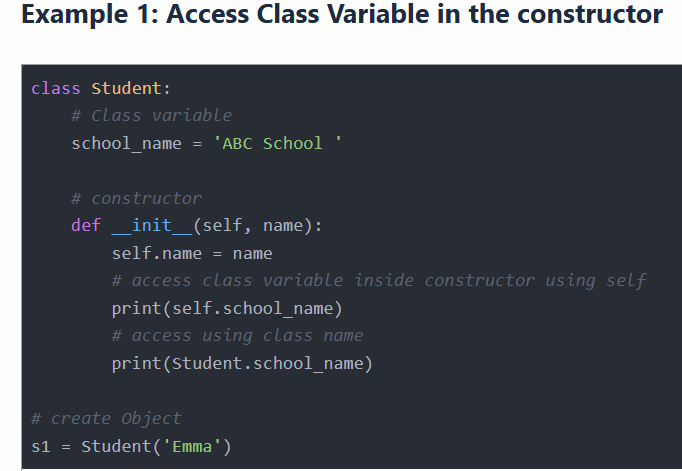 Example 1: Access Class Variable in the constructor
class Student:
    # Class variable
    school_name = 'ABC School '
    # constructor
    def __init__(self, name):
        self.name = name
        # access class variable inside constructor using self
        print(self.school_name)
        # access using class name
        print(Student.school_name)
# create Object
s1 = Student('Emma')